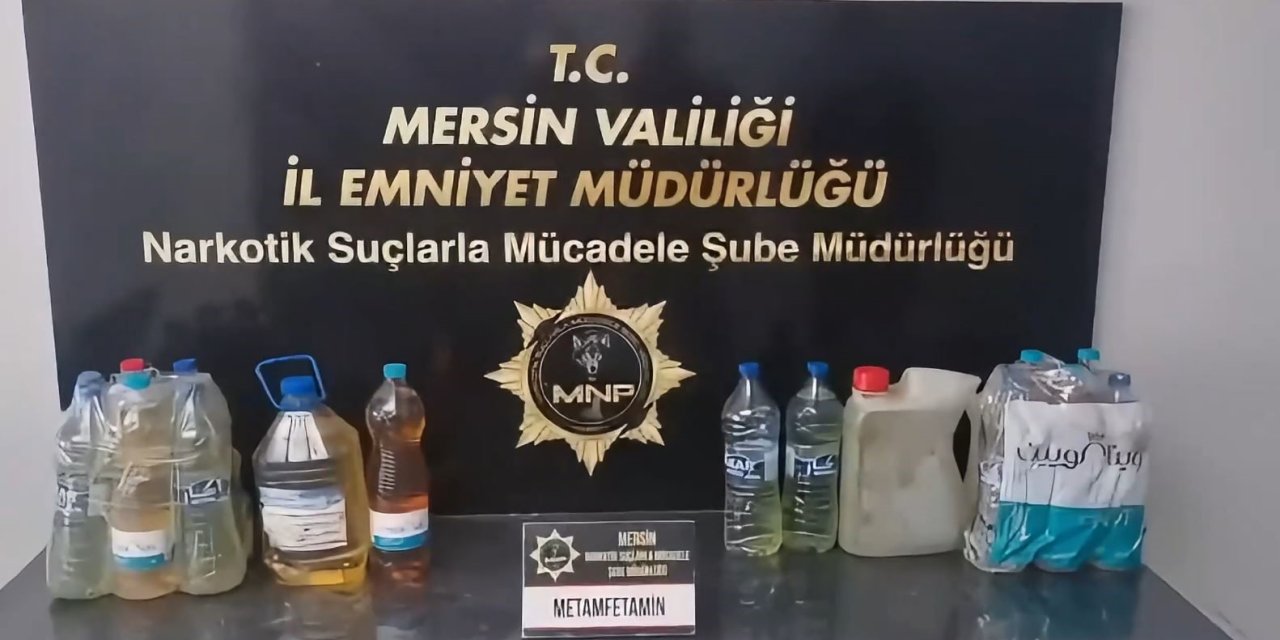 T.C.
MERSİN VALİLİĞİ
İL EMNİYET MÜDÜRLÜĞÜ
Narkotik Suçlarla Mücadele Şube Müdürlüğü
MNP
MERSİN
METAMFETAMİN